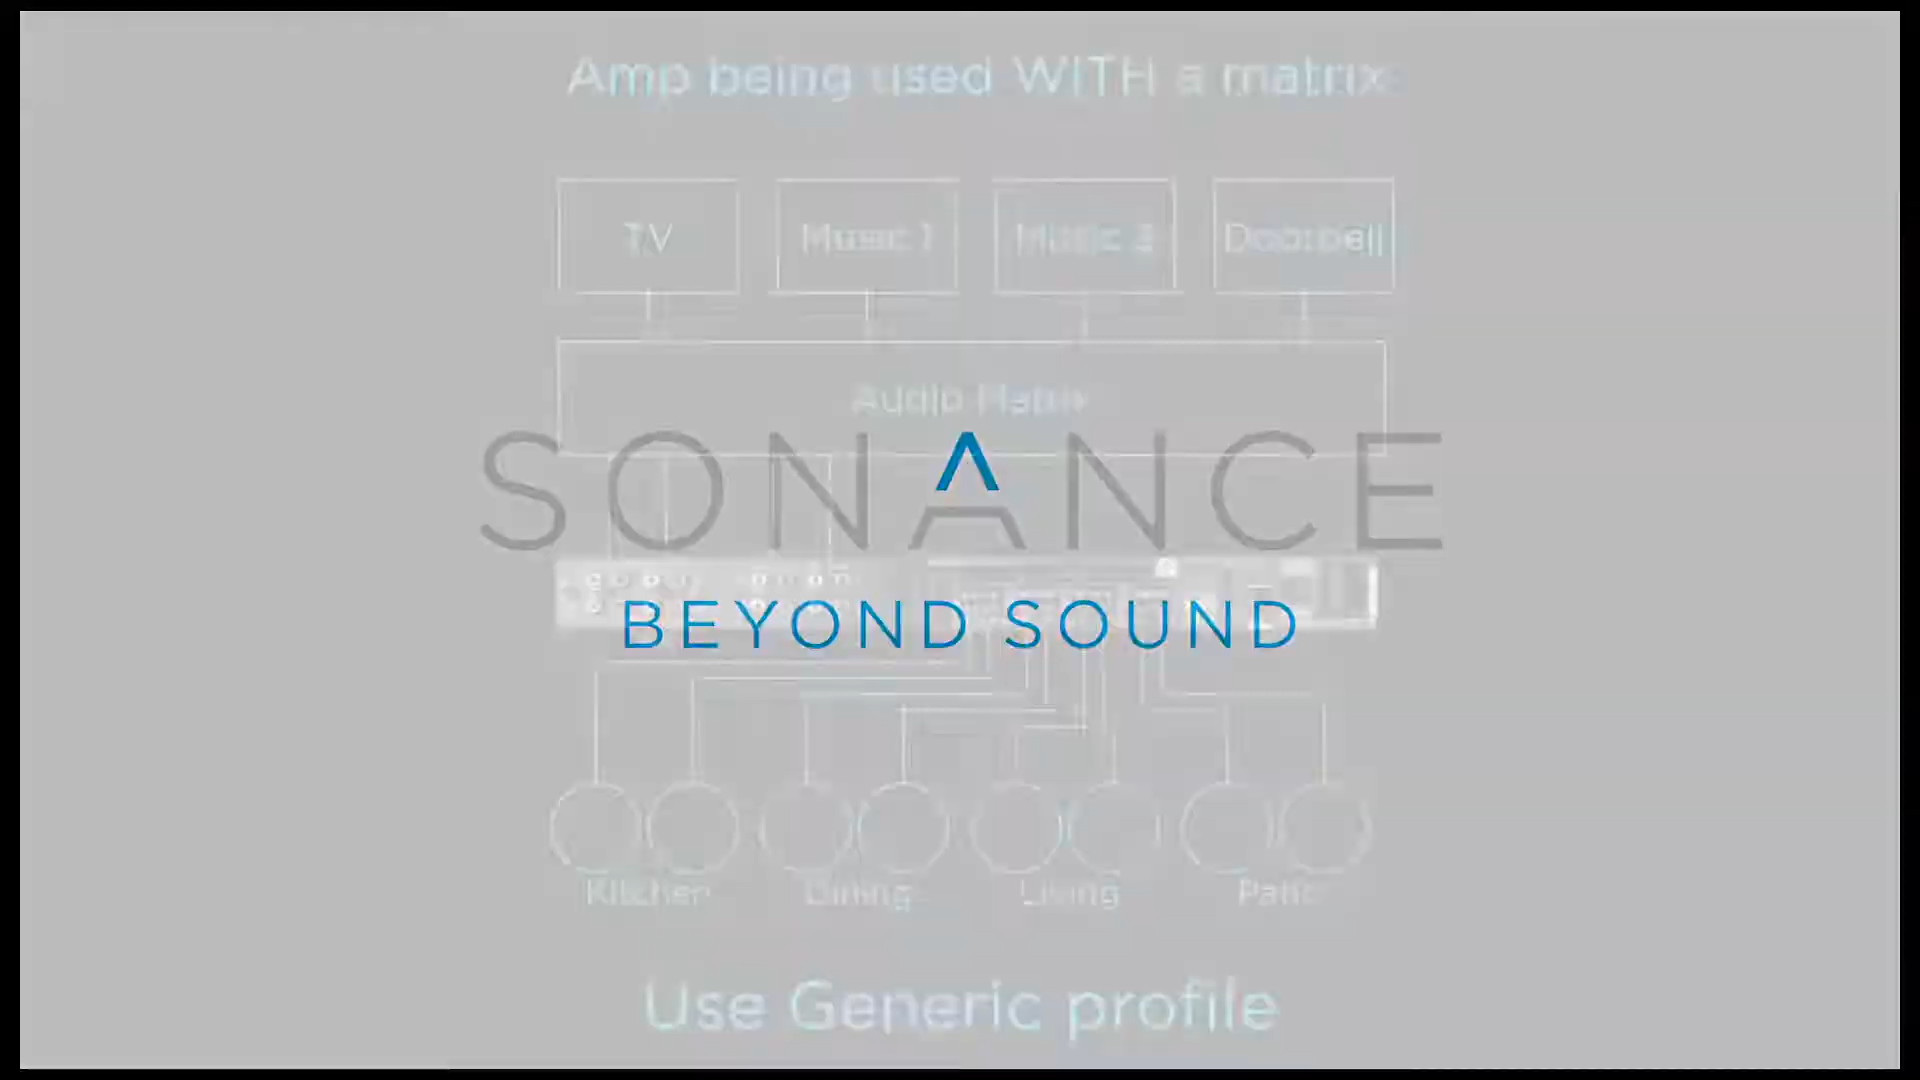 Amp being used WITH a matrix
TV Music 1 Music 2 Doorbell
Audio Matrix
SONANCE
BEYOND SOUND
Kitchen Dining Living Patio
Use Generic profile